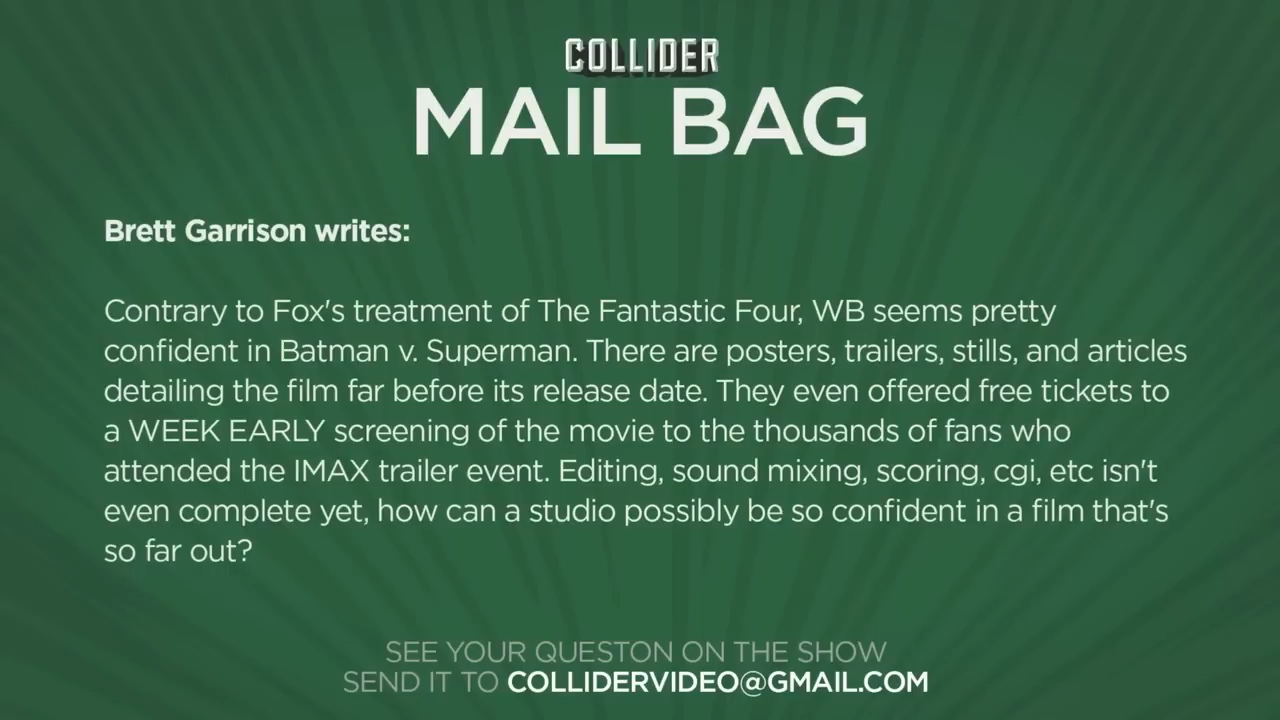 COLLIDER
MAIL BAG
Brett Garrison writes:
Contrary to Fox's treatment of The Fantastic Four, WB seems pretty
confident in Batman v. Superman. There are posters, trailers, stills, and articles
detailing the film far before its release date. They even offered free tickets to
a WEEK EARLY screening of the movie to the thousands of fans who
attended the IMAX trailer event. Editing, sound mixing, scoring, cgi, etc isn't
even complete yet, how can a studio possibly be so confident in a film that's
so far out?
SEE YOUR QUESTON ON THE SHOW
SEND IT TO COLLIDERVIDEO@GMAIL.COM